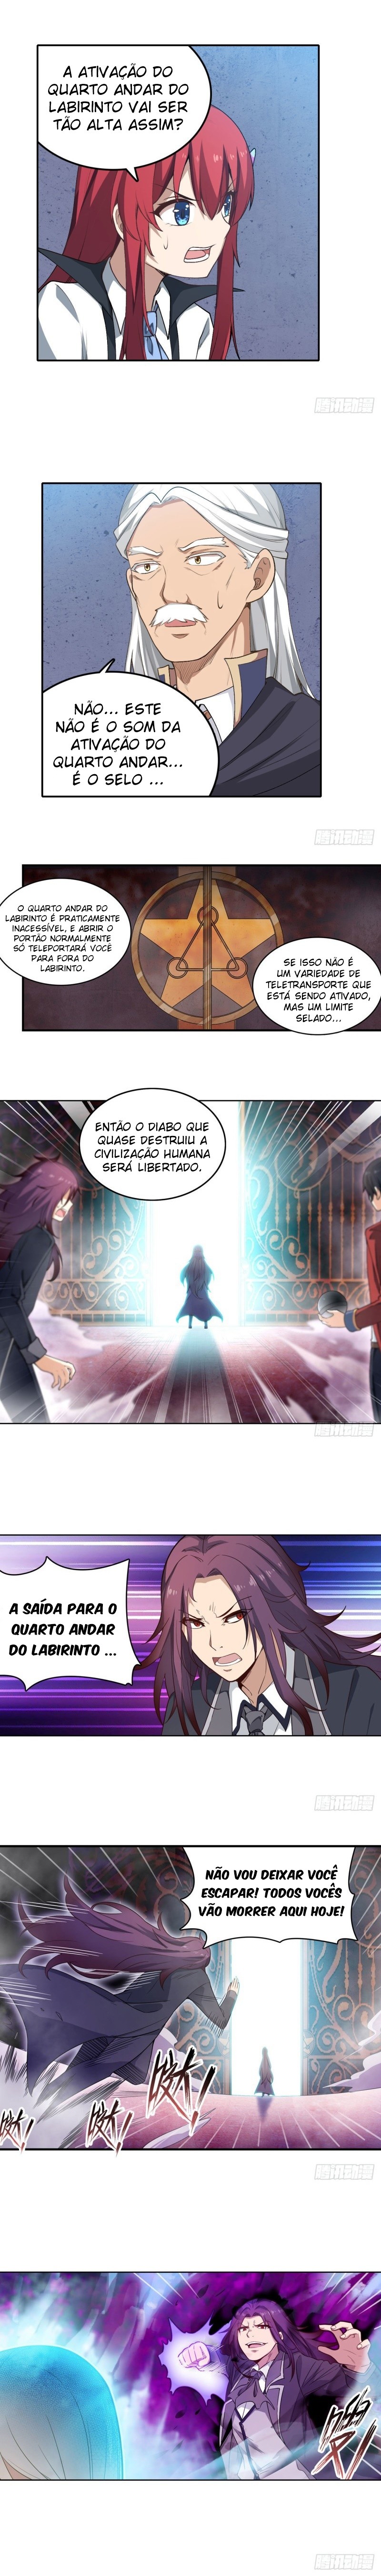 A ATIVAÇÃO DO
QUARTO ANDAR DO
LABIRINTO VAI SER
TÃO ALTA ASSIM?
NÃO... ESTE
NÃO É O SOM DA
ATIVAÇÃO DO
QUARTO ANDAR...
É O SELO ...
O QUARTO ANDAR DO
LABIRINTO É PRATICAMENTE
INACESSÍVEL, E ABRIR O
PORTÃO NORMALMENTE
SÓ TELEPORTARÁ VOCÊ
PARA FORA DO
LABIRINTO.
SE ISSO NÃO É
UM VARIEDADE DE
TELETRANSPORTE QUE
ESTÁ SENDO ATIVADO,
MAS UM LIMITE
SELADO...
ENTÃO O DIABO QUE
QUASE DESTRUIU A
CIVILIZAÇÃO HUMANA
SERÁ LIBERTADO.
A SAÍDA PARA O
QUARTO ANDAR
DO LABIRINTO ...
NÃO VOU DEIXAR VOCÊ
ESCAPAR! TODOS VOCÊS
VÃO MORRER AQUI HOJE!